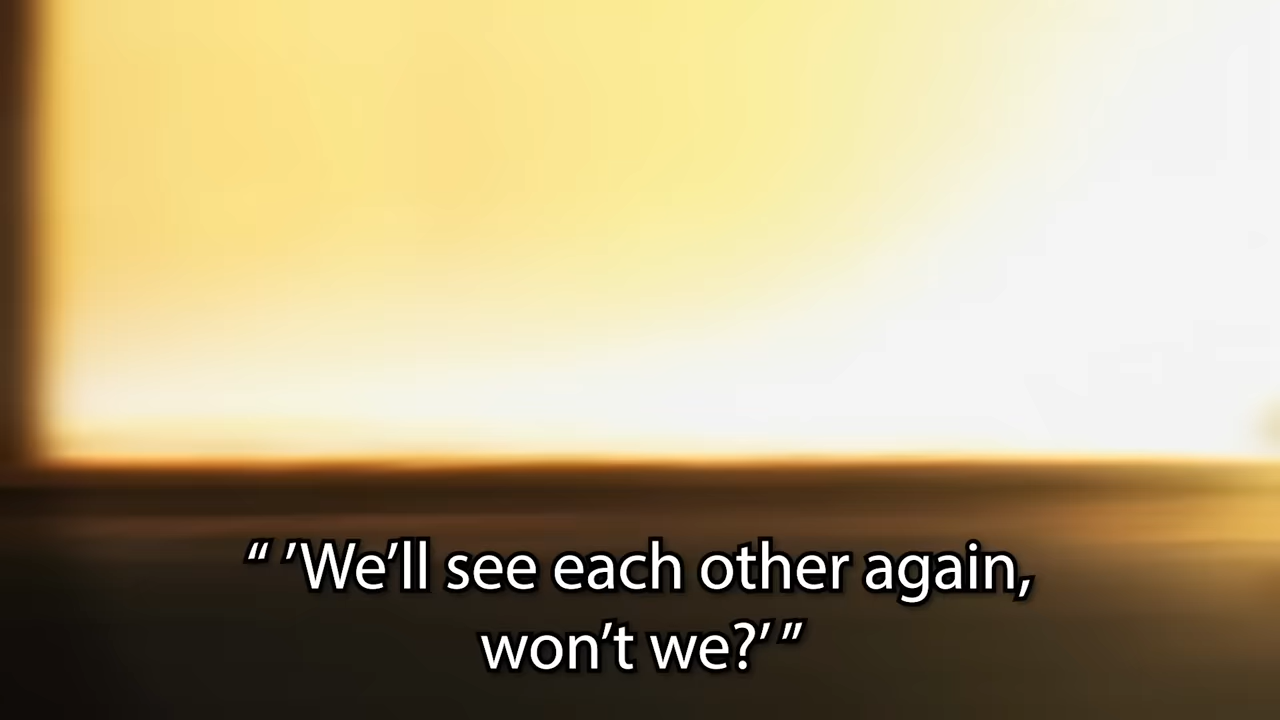 “ ’We’ll see each other again,
won’t we?’ ”